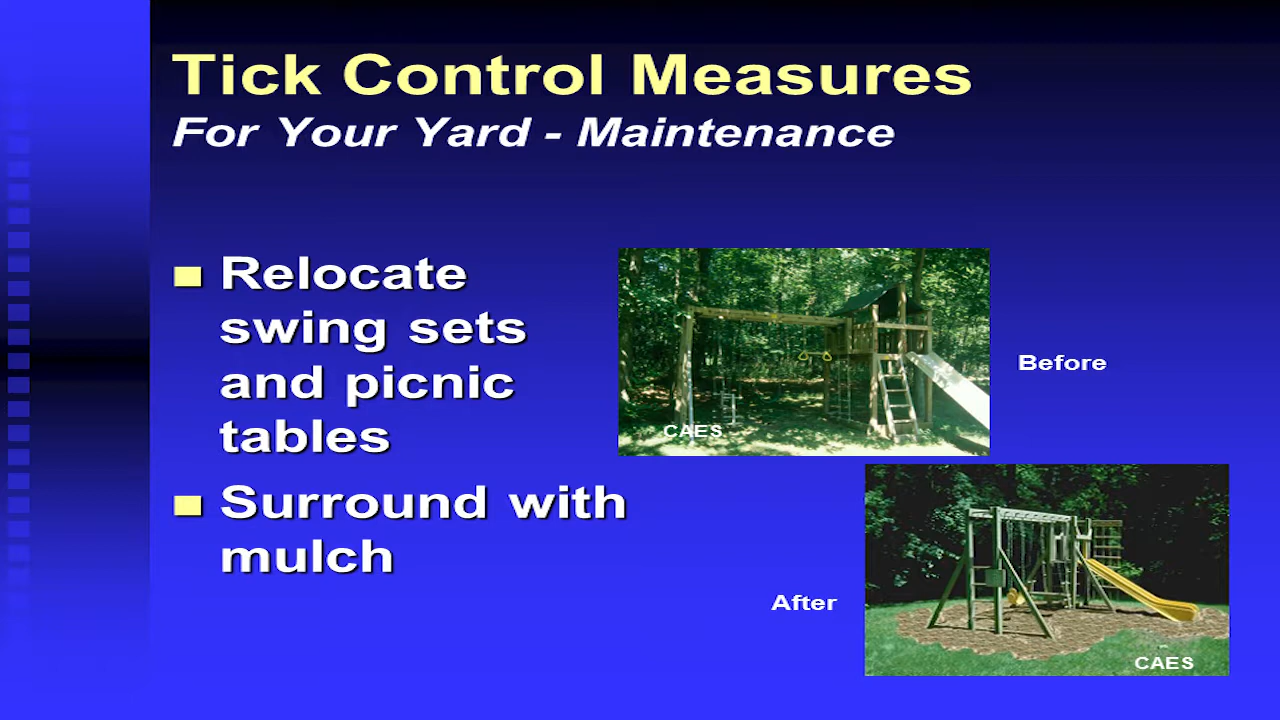 Tick Control Measures
For Your Yard - Maintenance
Relocate
swing sets
and picnic
tables
Surround with
mulch
Before
CAES
After
CAES